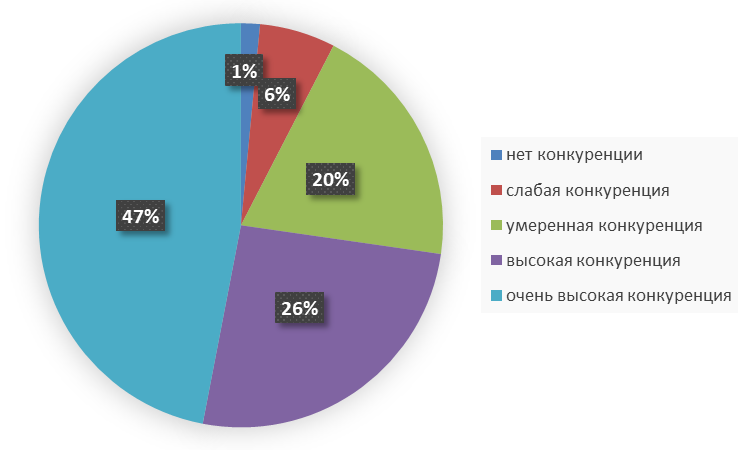 1%
6%
20%
26%
47%
нет конкуренции
слабая конкуренция
умеренная конкуренция
высокая конкуренция
очень высокая конкуренция